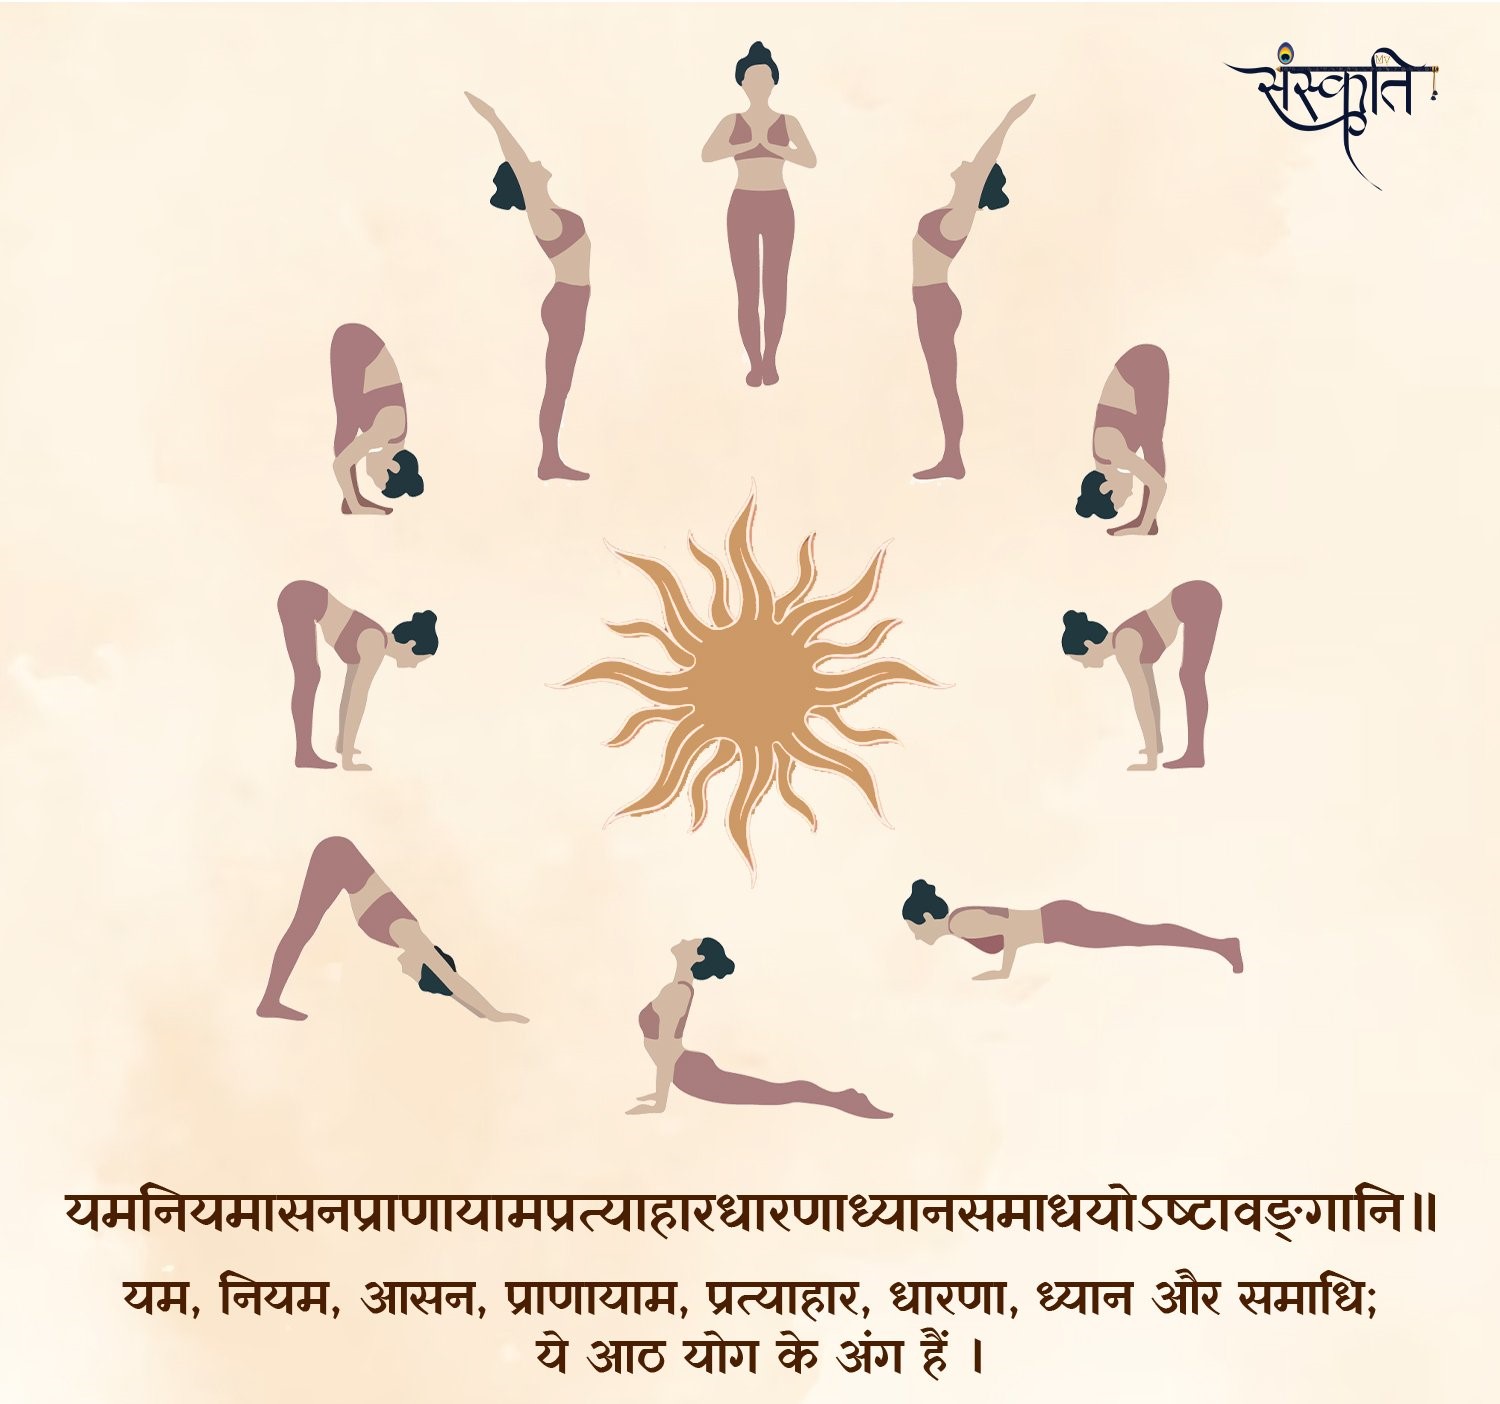 MV
संस्कृति
यमनियमासनप्राणायामप्रत्याहारधारणाध्यानसमाधयोऽष्टावङ्गानि॥
यम, नियम, आसन, प्राणायाम, प्रत्याहार, धारणा, ध्यान और समाधि;
ये आठ योग के अंग हैं ।